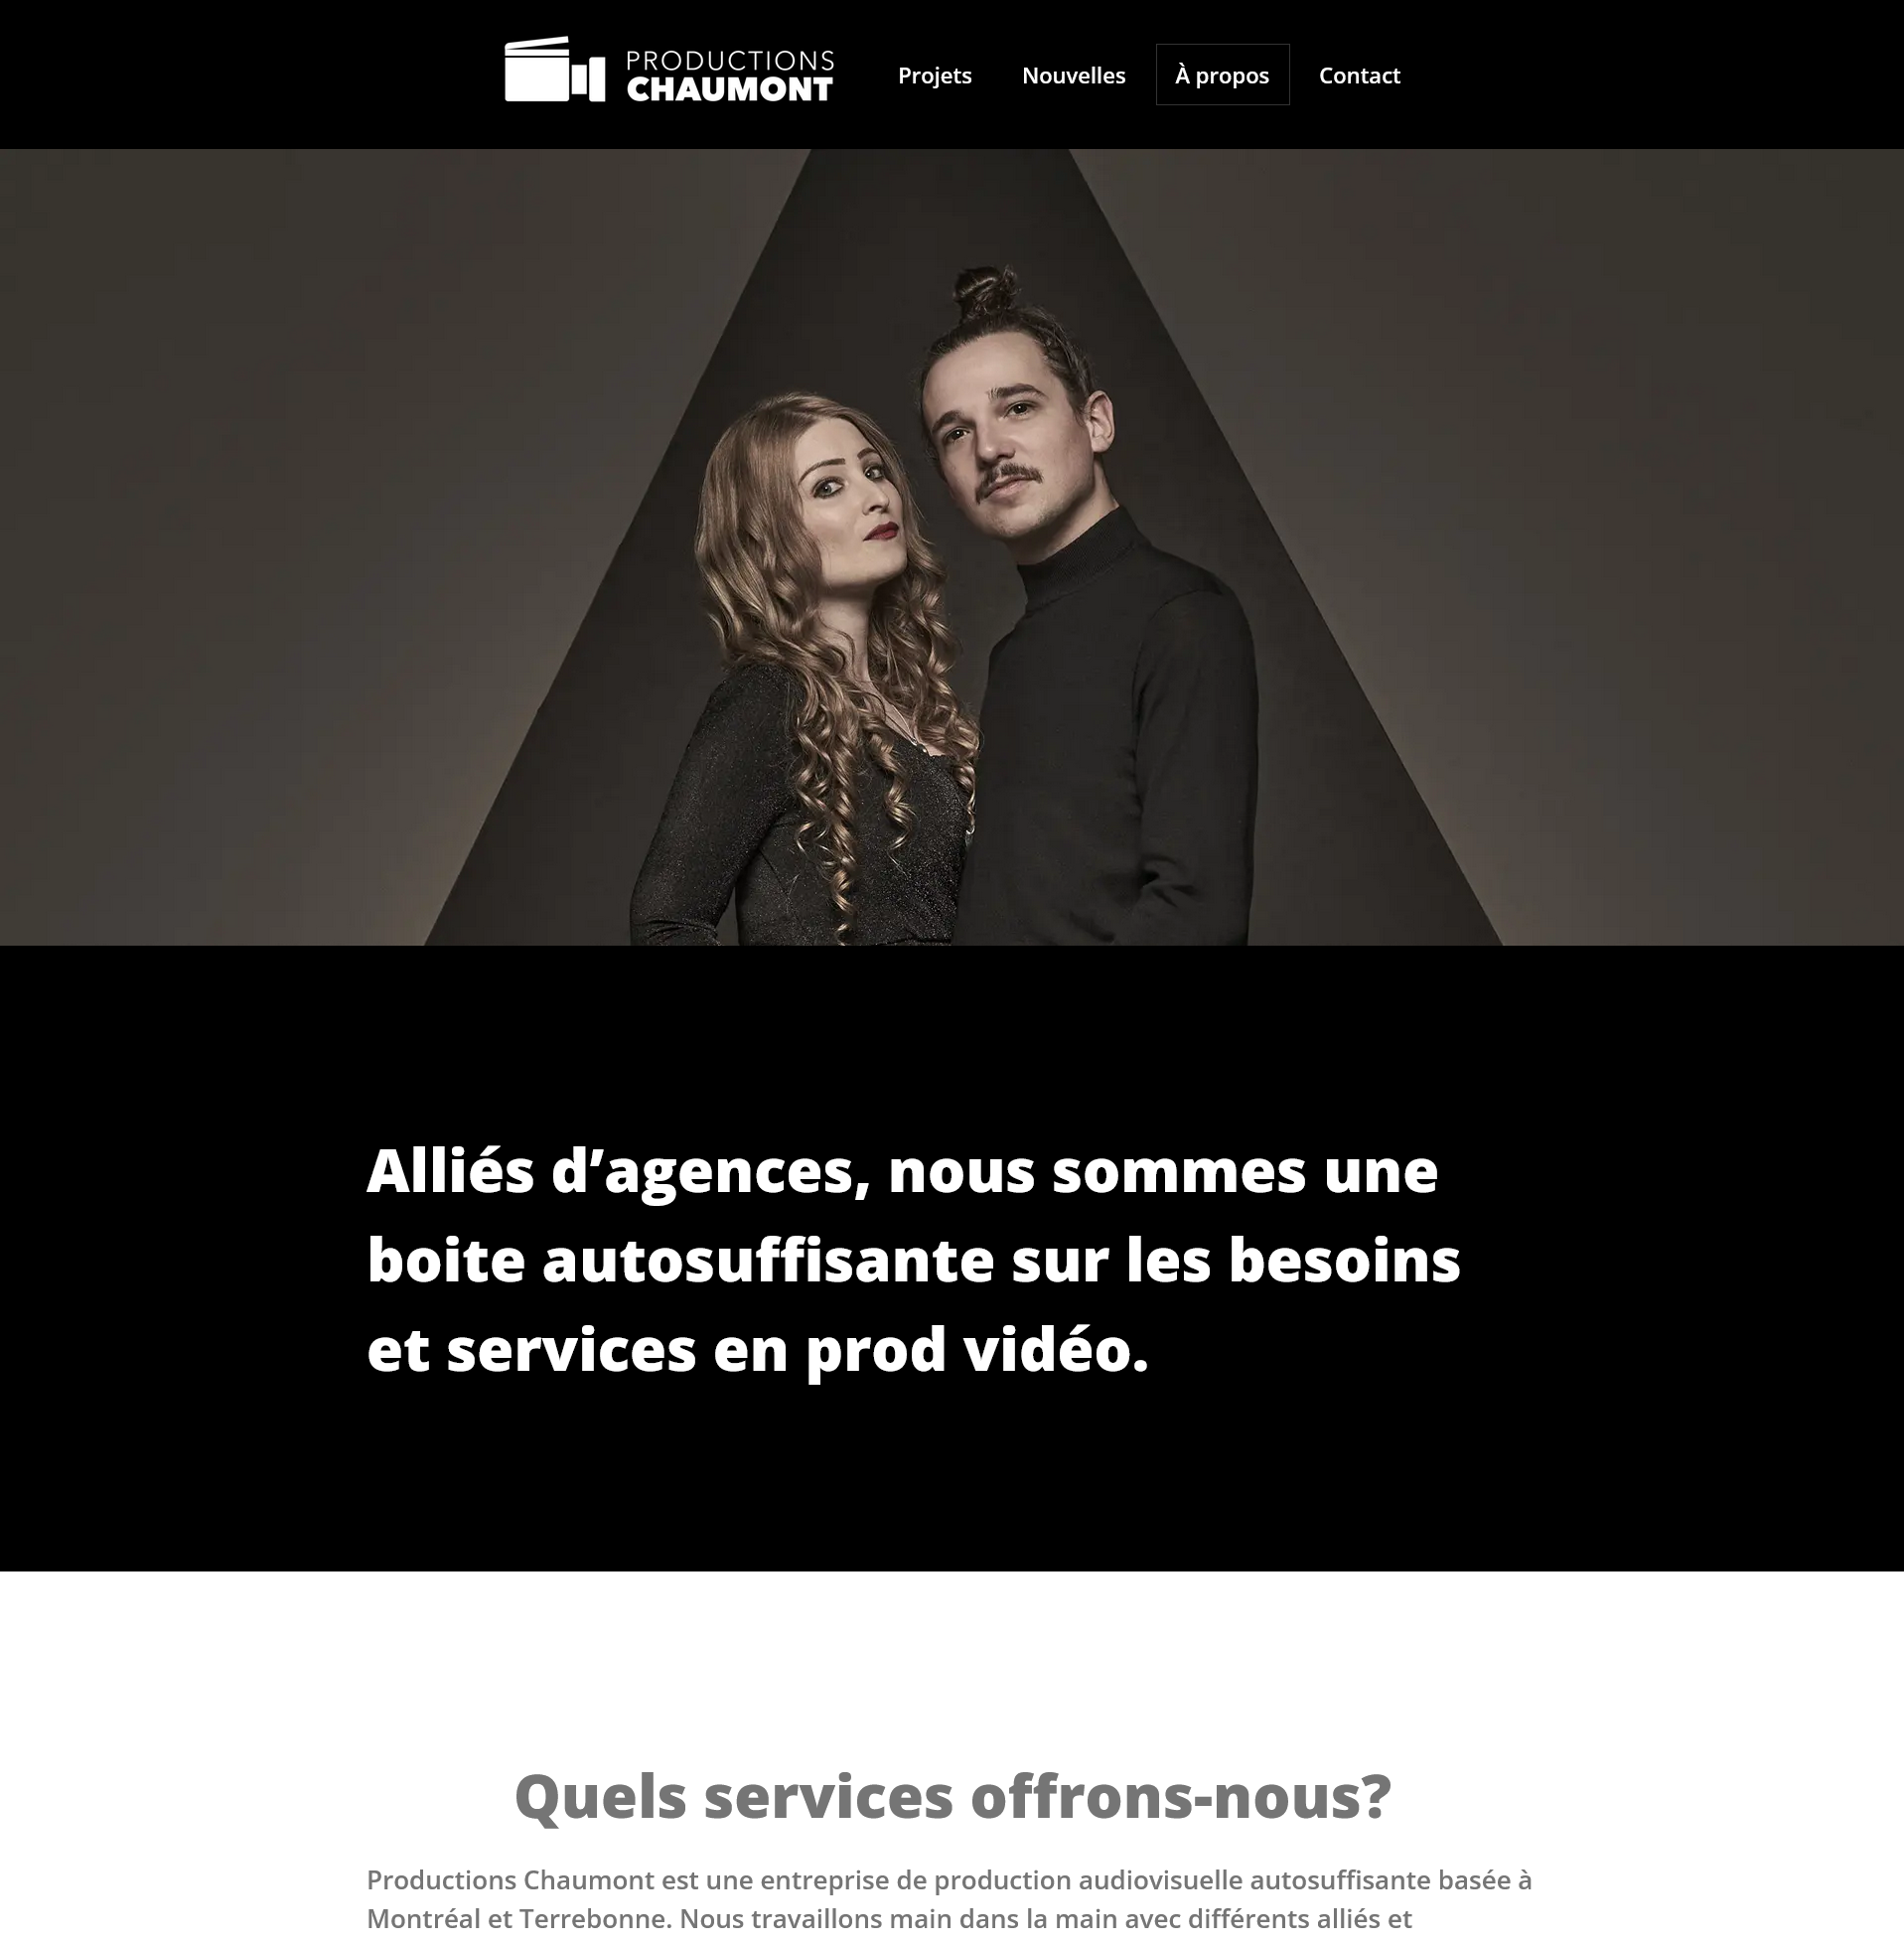 PRODUCTIONS
CHAUMONT
Projets
Nouvelles
À propos
Contact
Alliés d’agences, nous sommes une
boite autosuffisante sur les besoins
et services en prod vidéo.
Quels services offrons-nous?
Productions Chaumont est une entreprise de production audiovisuelle autosuffisante basée à
Montréal et Terrebonne. Nous travaillons main dans la main avec différents alliés et